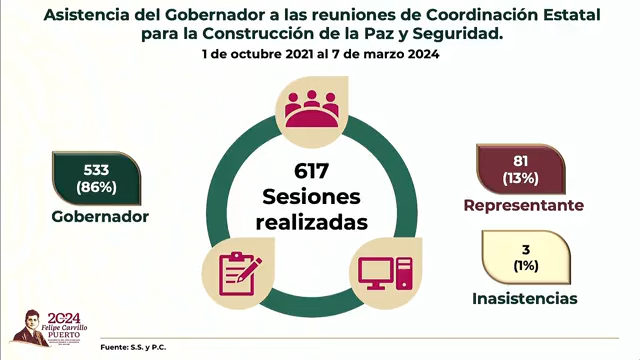 Asistencia del Gobernador a las reuniones de Coordinación Estatal
para la Construcción de la Paz y Seguridad.
1 de octubre 2021 al 7 de marzo 2024
533
(86%)
Gobernador
617
Sesiones
realizadas
81
(13%)
Representante
3
(1%)
Inasistencias
2024
Felipe Carrillo
PUERTO
Fuente: S.S. y P.C.